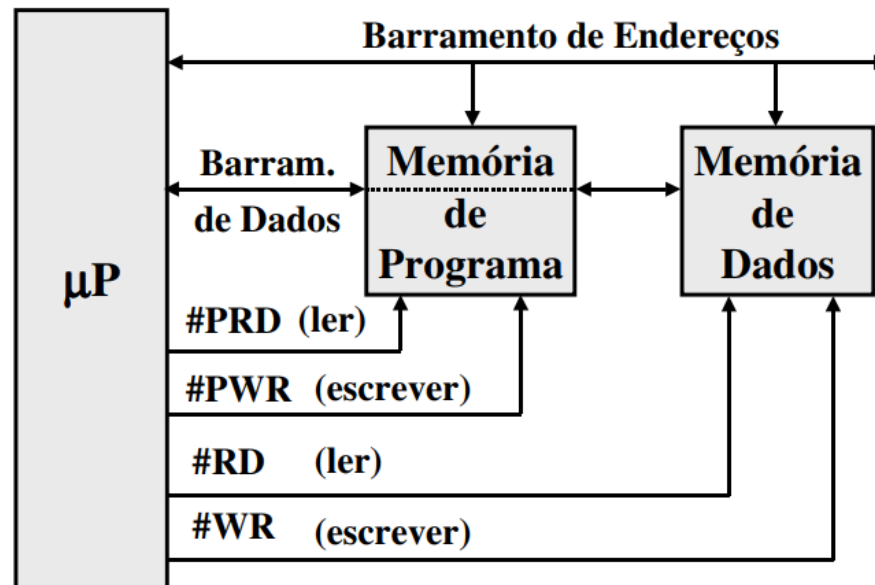 Barramento de Endereços
Barram.
de Dados
Memória
de
Programa
Memória
de
Dados
μP
#PRD (ler)
#PWR (escrever)
#RD (ler)
#WR (escrever)